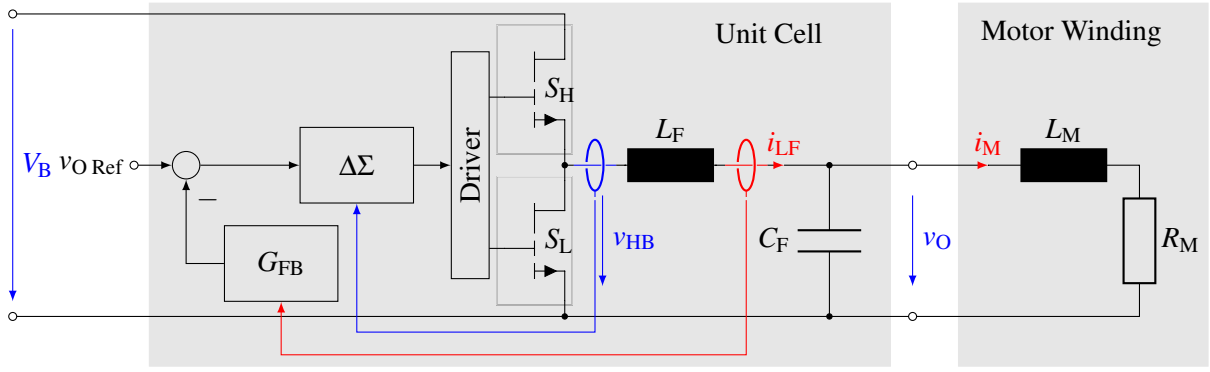 Unit Cell
Motor Winding
S_H
L_F
i_LF
i_M
L_M
V_B
v_O Ref
ΔΣ
Driver
−
G_FB
S_L
v_HB
C_F
v_O
R_M